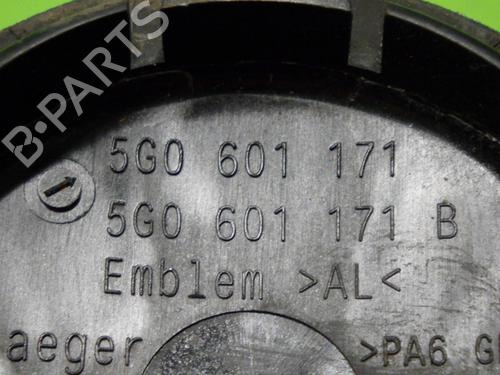 B-PARTS
5G0 601 171
5G0 601 171 B
Emblem >AL<
aeger >PA6 G